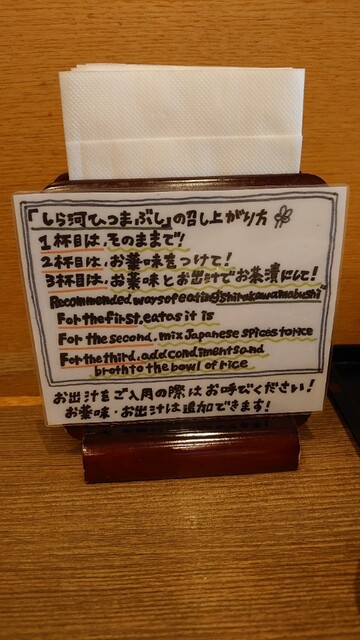 「しら河ひつまぶし」の召し上がり方
1杯目は、そのままで!
2杯目は、お薬味をつけて!
3杯目は、お薬味とお出汁でお茶漬にして!
Recommended ways of eating "Shirakawamabushi"
For the first, eat as it is
For the second, mix Japanese spices to rice
For the third, add condiments and
broth to the bowl of rice
お出汁をご入用の際はお呼びください!
お薬味・お出汁は追加できます!